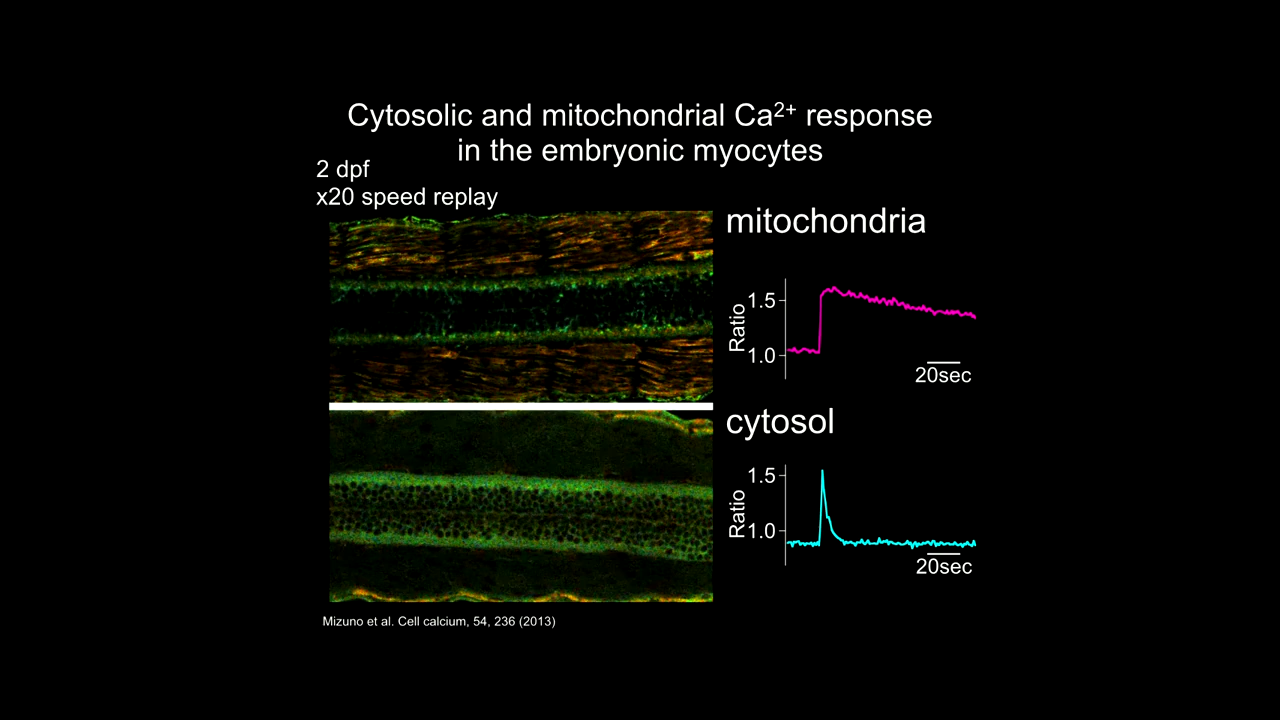 Cytosolic and mitochondrial Ca2+ response
in the embryonic myocytes
2 dpf
x20 speed replay
mitochondria
Ratio
1.5
1.0
20sec
cytosol
Ratio
1.5
1.0
20sec
Mizuno et al. Cell calcium, 54, 236 (2013)